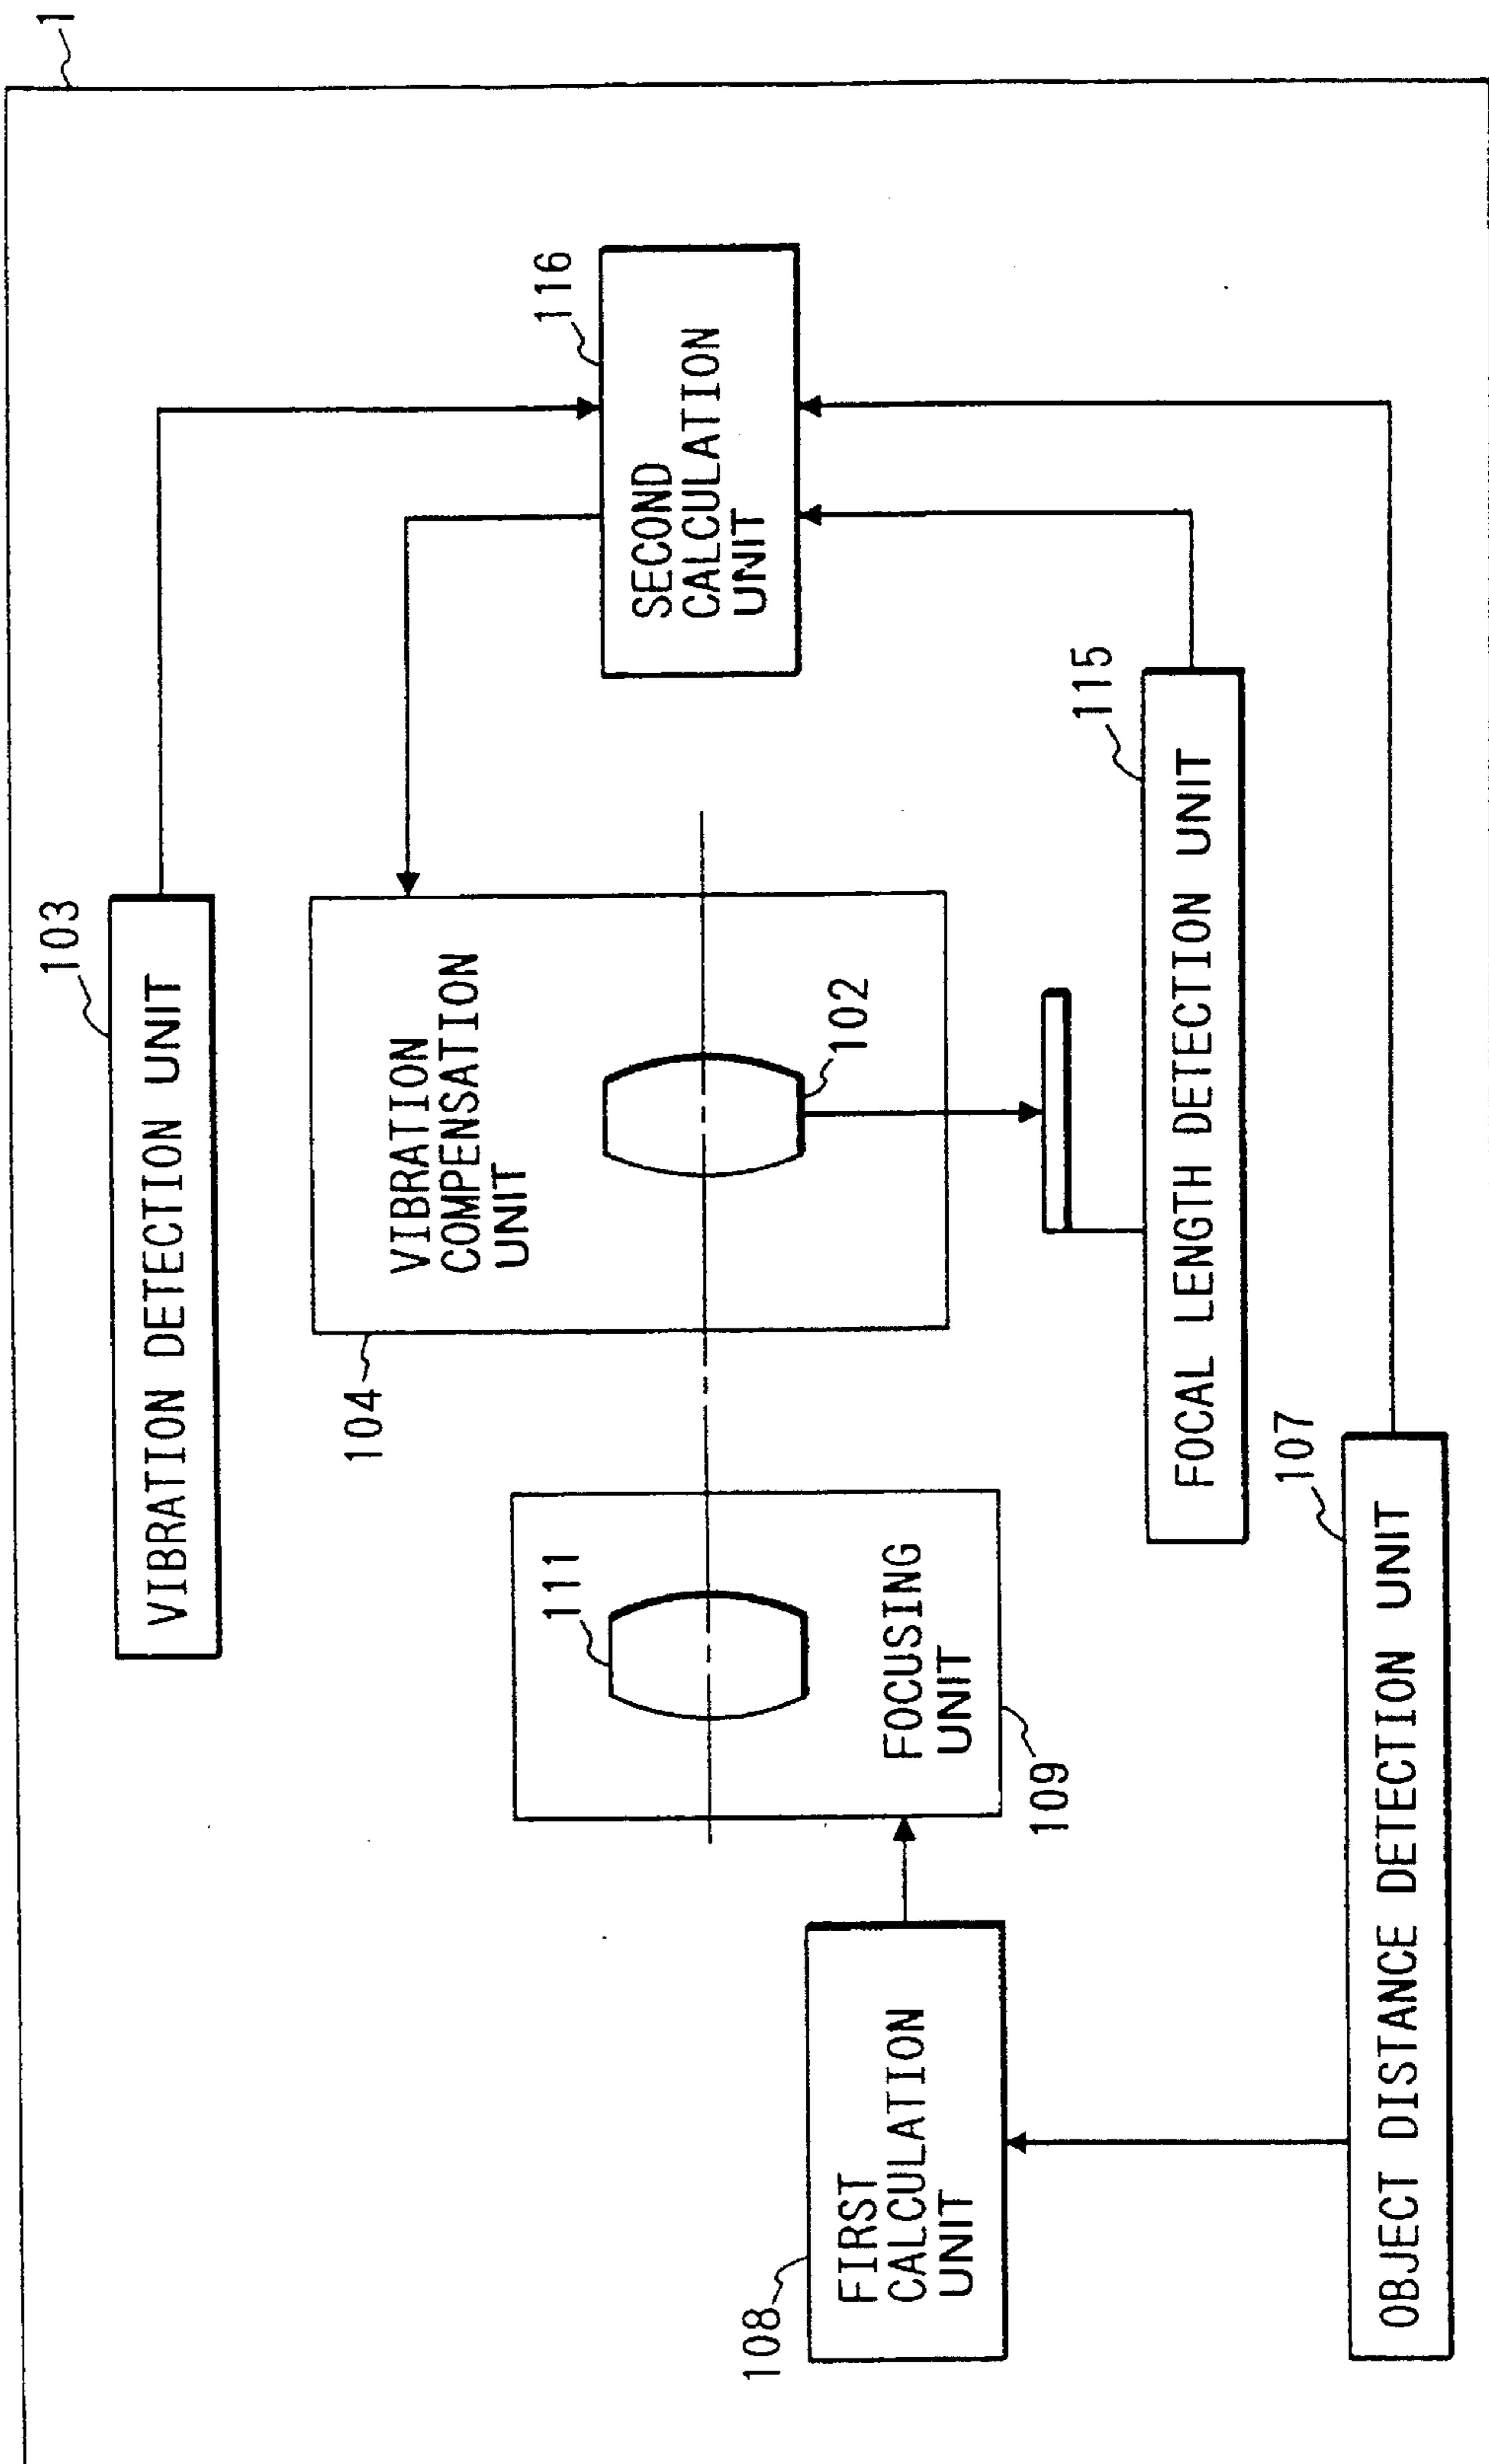 1
103
VIBRATION DETECTION UNIT
104
VIBRATION
COMPENSATION
UNIT
102
116
SECOND
CALCULATION
UNIT
111
FOCUSING
UNIT
109
115
FOCAL LENGTH DETECTION UNIT
108
FIRST
CALCULATION
UNIT
107
OBJECT DISTANCE DETECTION UNIT